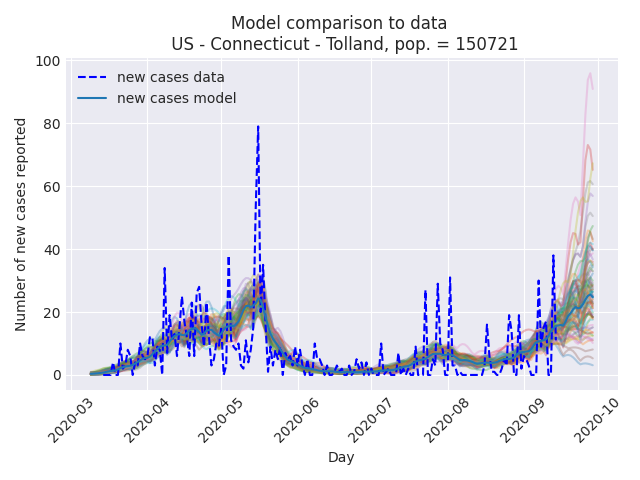 Model comparison to data
US - Connecticut - Tolland, pop. = 150721
new cases data
new cases model
Number of new cases reported
100
80
60
40
20
0
2020-03
2020-04
2020-05
2020-06
2020-07
2020-08
2020-09
2020-10
Day